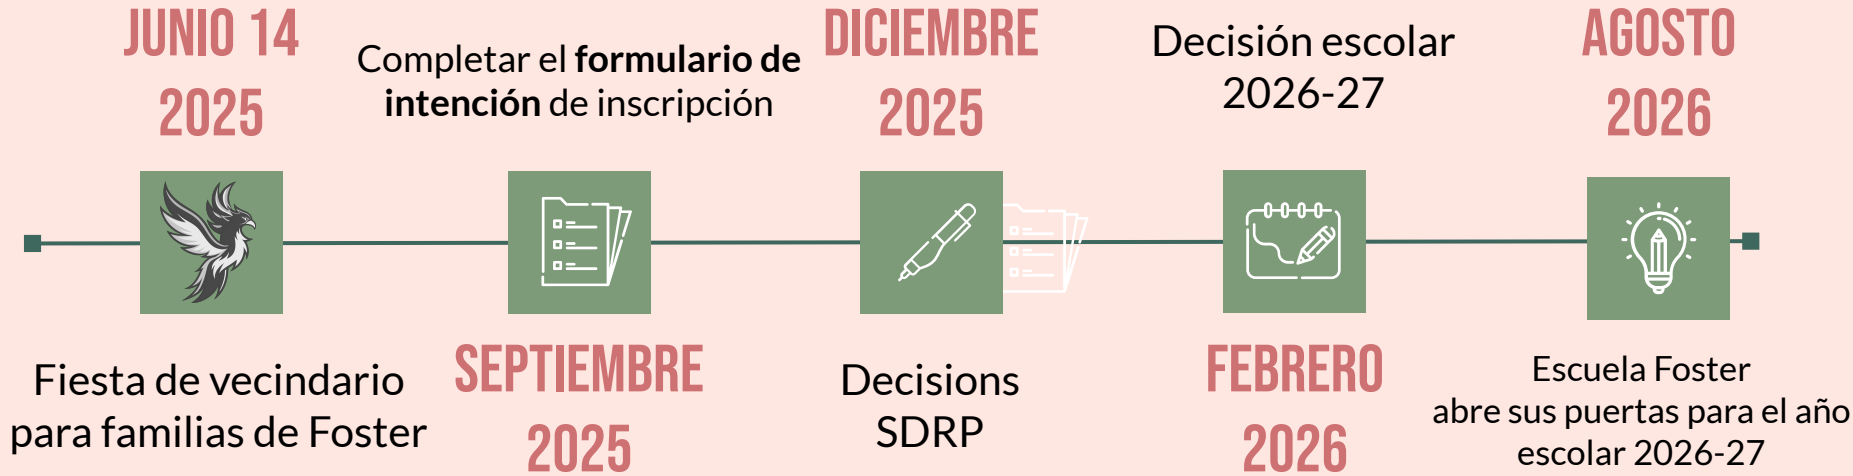 JUNIO 14
2025
Fiesta de vecindario
para familias de Foster
Completar el formulario de
intención de inscripción
SEPTIEMBRE
2025
DICIEMBRE
2025
Decisions
SDRP
Decisión escolar
2026-27
FEBRERO
2026
AGOSTO
2026
Escuela Foster
abre sus puertas para el año
escolar 2026-27